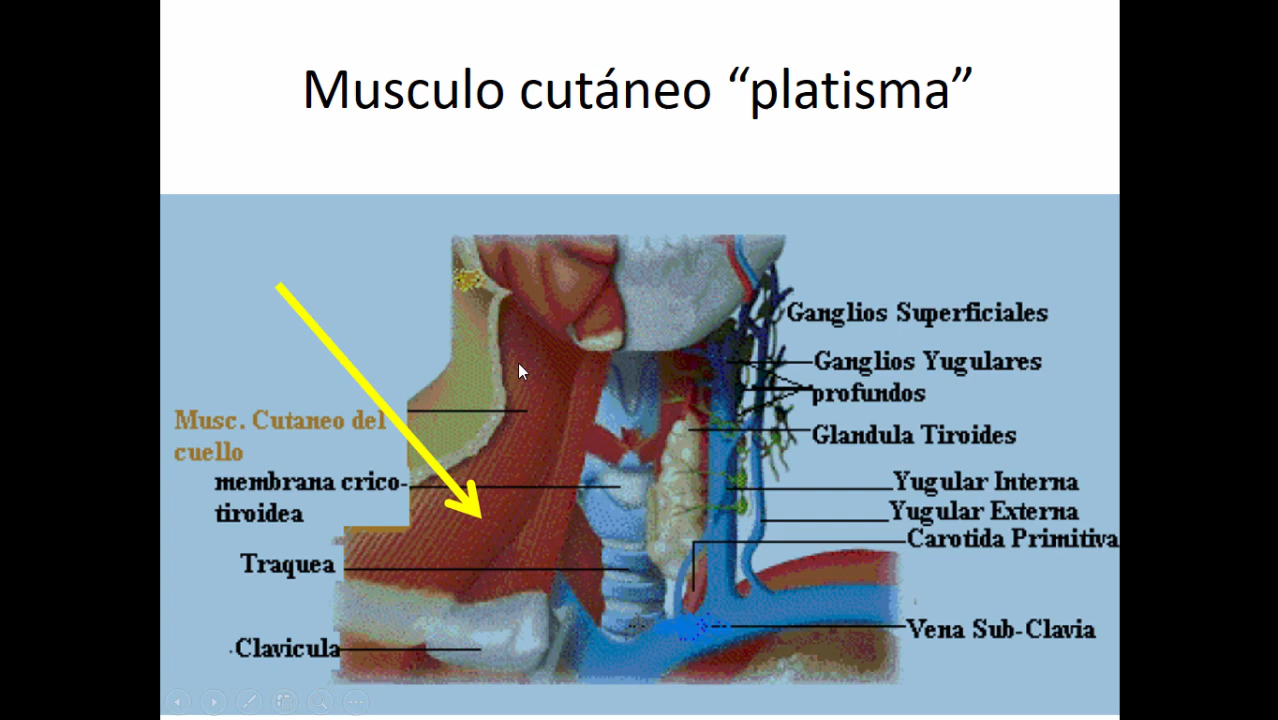 Musculo cutáneo “platisma”
Ganglios Superficiales
Ganglios Yugulares
profundos
Musc. Cutaneo del
cuello
Glandula Tiroides
membrana crico-
tiroidea
Yugular Interna
Yugular Externa
Carotida Primitiva
Traquea
Vena Sub-Clavia
Clavicula